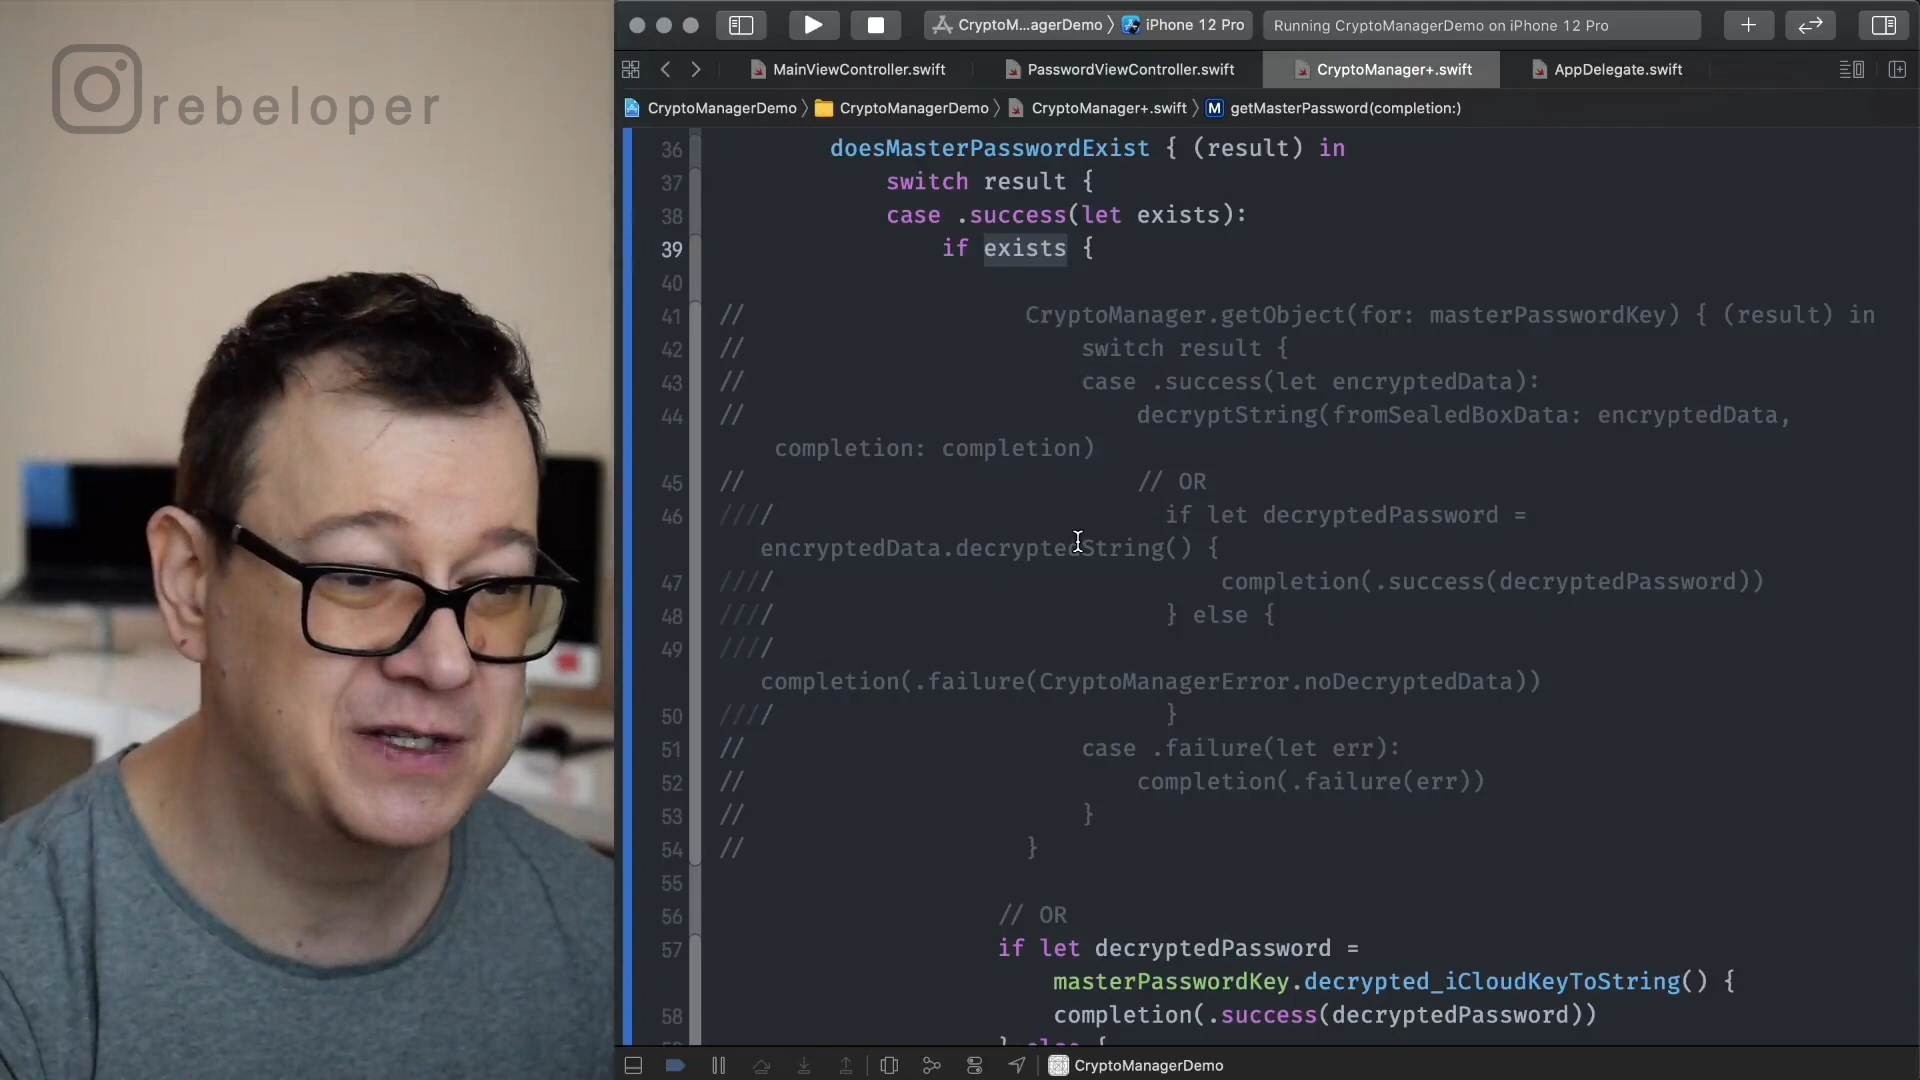 rebeloper
CryptoM...agerDemo 〉 iPhone 12 Pro
Running CryptoManagerDemo on iPhone 12 Pro
MainViewController.swift
PasswordViewController.swift
CryptoManager+.swift
AppDelegate.swift
CryptoManagerDemo 〉 CryptoManagerDemo 〉 CryptoManager+.swift 〉 M getMasterPassword(completion:)
36 doesMasterPasswordExist { (result) in
37 switch result {
38 case .success(let exists):
39 if exists {
40
41 // CryptoManager.getObject(for: masterPasswordKey) { (result) in
42 // switch result {
43 // case .success(let encryptedData):
44 // decryptString(fromSealedBoxData: encryptedData,
completion: completion)
45 // // OR
46 //// if let decryptedPassword =
encryptedData.decryptedString() {
47 //// completion(.success(decryptedPassword))
48 //// } else {
49 ////
completion(.failure(CryptoManagerError.noDecryptedData))
50 //// }
51 // case .failure(let err):
52 // completion(.failure(err))
53 // }
54 // }
55
56 // OR
57 if let decryptedPassword =
masterPasswordKey.decrypted_iCloudKeyToString() {
58 completion(.success(decryptedPassword))
} else {
CryptoManagerDemo